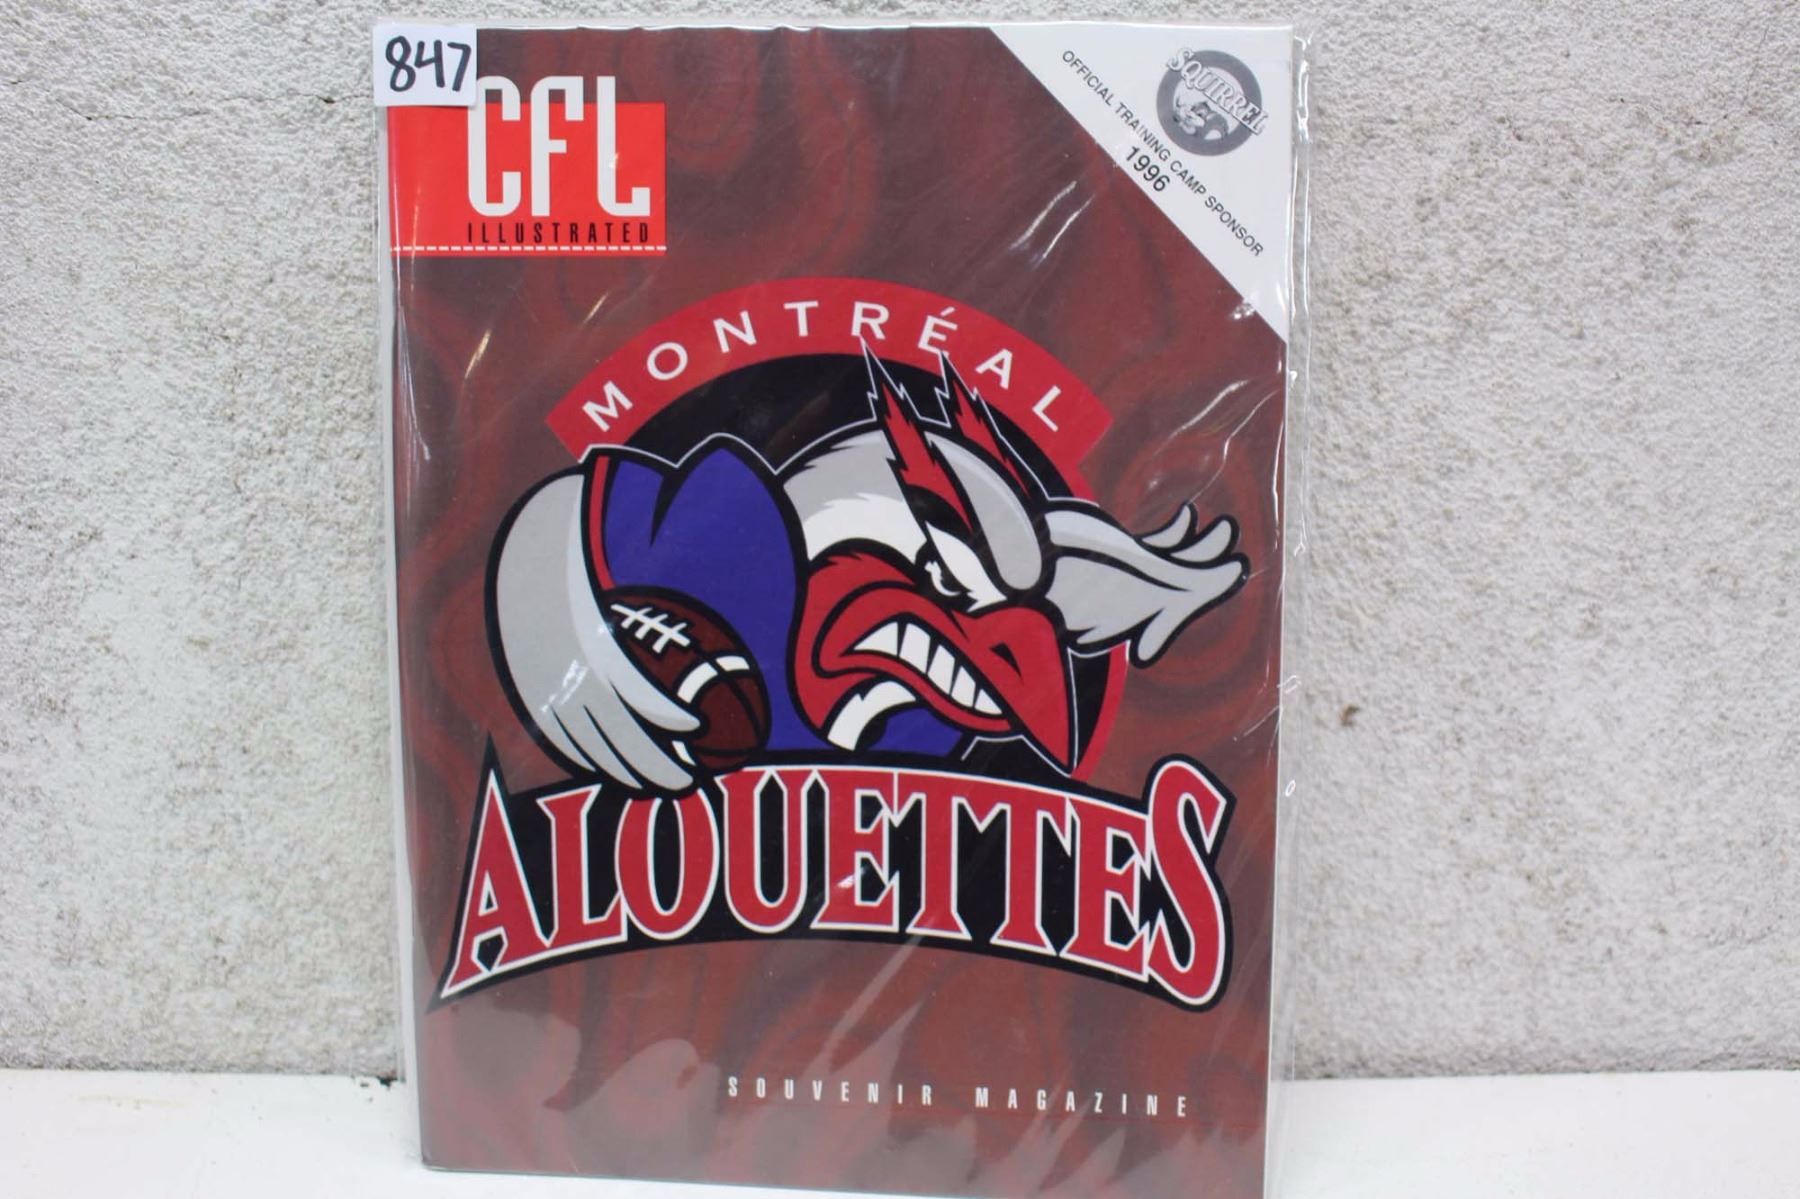 847
CFL
ILLUSTRATED
SQUIRREL
OFFICIAL TRAINING CAMP SPONSOR
1996
MONTRÉAL
ALOUETTES
SOUVENIR MAGAZINE